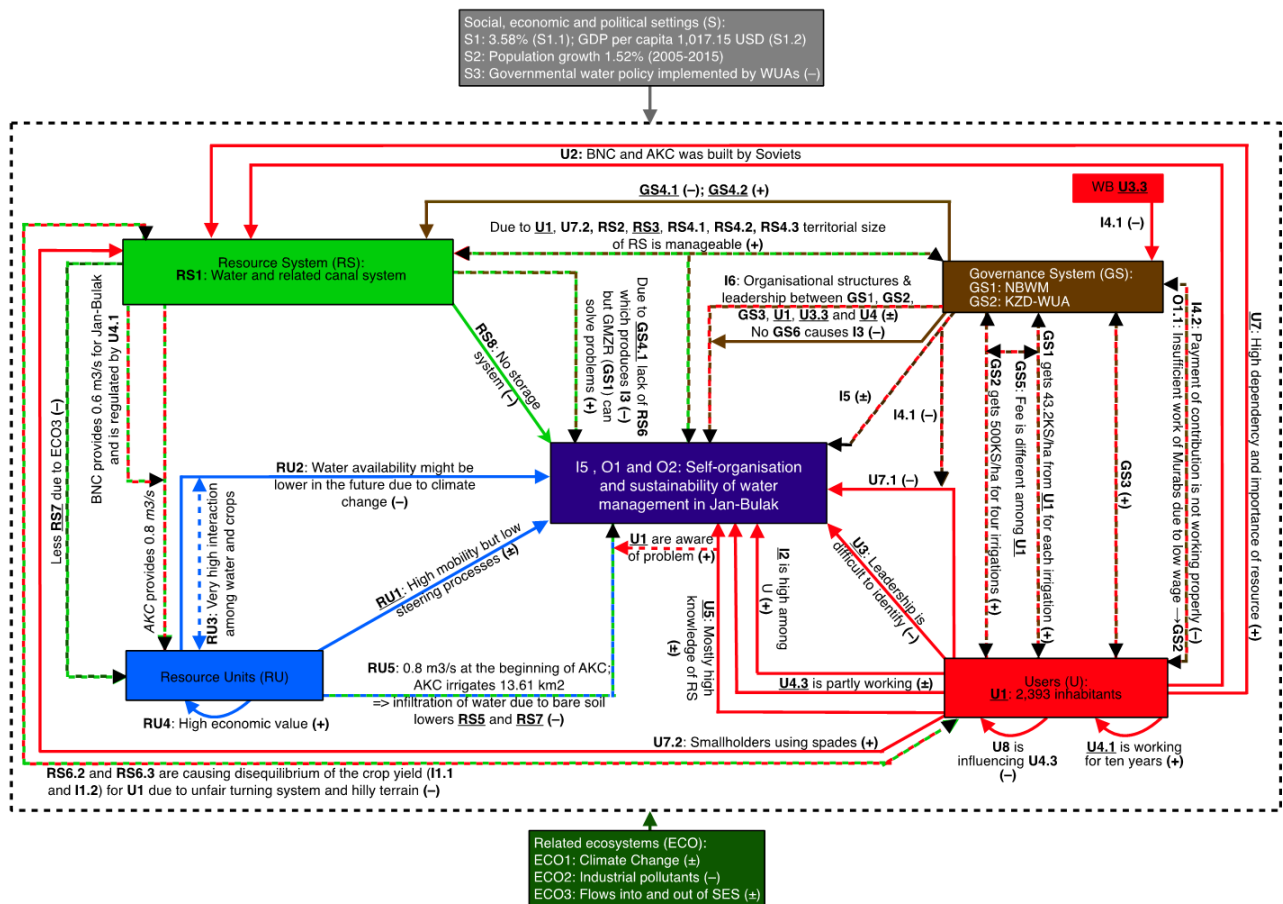 Social, economic and political settings (S):
S1: 3.58% (S1.1); GDP per capita 1,017.15 USD (S1.2)
S2: Population growth 1.52% (2005-2015)
S3: Governmental water policy implemented by WUAs (–)
U2: BNC and AKC was built by Soviets
GS4.1 (–); GS4.2 (+)
WB U3.3
I4.1 (–)
Due to U1, U7.2, RS2, RS3, RS4.1, RS4.2, RS4.3 territorial size
of RS is manageable (+)
Resource System (RS):
RS1: Water and related canal system
Governance System (GS):
GS1: NBWM
GS2: KZD-WUA
I6: Organisational structures &
leadership between GS1, GS2,
GS3, U1, U3.3 and U4 (±)
No GS6 causes I3 (–)
Due to GS4.1 lack of RS6
which produces I3 (–)
but GMZR (GS1) can
solve problems
(+)
RS8: No storage
system (–)
BNC provides 0.6 m3/s for Jan-Bulak
and is regulated by U4.1
Less RS7 due to ECO3 (–)
AKC provides 0.8 m3/s
I5 (±)
I4.1 (–)
GS2 gets 500KS/ha for four irrigations (+)
GS5: Fee is different among U1
GS1 gets 43.2KS/ha from U1 for each irrigation (+)
GS3 (+)
O1.1: Insufficient work of Murabs due to low wage → GS2
I4.2: Payment of contribution is not working properly (–)
U7: High dependency and importance of resource (+)
I5 , O1 and O2: Self-organisation
and sustainability of water
management in Jan-Bulak
RU2: Water availability might be
lower in the future due to climate
change (–)
RU3: Very high interaction
among water and crops
U7.1 (–)
RU1: High mobility but low
steering processes (±)
U1 are aware
of problem (+)
I2 is high among
U (+)
U3: Leadership is
difficult to identify (–)
U5: Mostly high
knowledge of RS
(±)
Resource Units (RU)
RU5: 0.8 m3/s at the beginning of AKC;
AKC irrigates 13.61 km2
=> infiltration of water due to bare soil
lowers RS5 and RS7 (–)
U4.3 is partly working (±)
Users (U):
U1: 2,393 inhabitants
RU4: High economic value (+)
U7.2: Smallholders using spades (+)
U8 is
influencing U4.3
(–)
U4.1 is working
for ten years (+)
RS6.2 and RS6.3 are causing disequilibrium of the crop yield (I1.1
and I1.2) for U1 due to unfair turning system and hilly terrain (–)
Related ecosystems (ECO):
ECO1: Climate Change (±)
ECO2: Industrial pollutants (–)
ECO3: Flows into and out of SES (±)